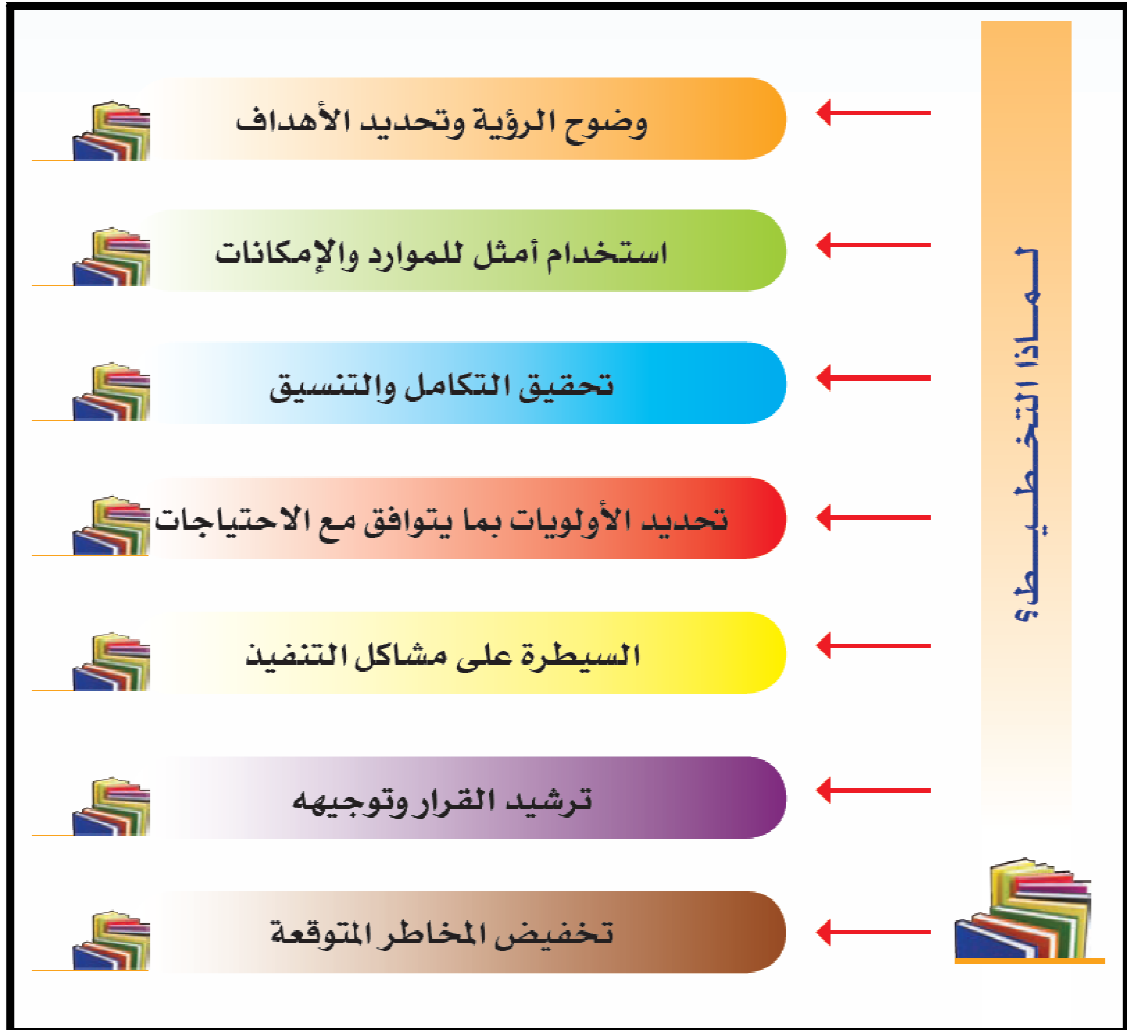 لماذا التخطيط؟
وضوح الرؤية وتحديد الأهداف
استخدام أمثل للموارد والإمكانات
تحقيق التكامل والتنسيق
تحديد الأولويات بما يتوافق مع الاحتياجات
السيطرة على مشاكل التنفيذ
ترشيد القرار وتوجيهه
تخفيض المخاطر المتوقعة